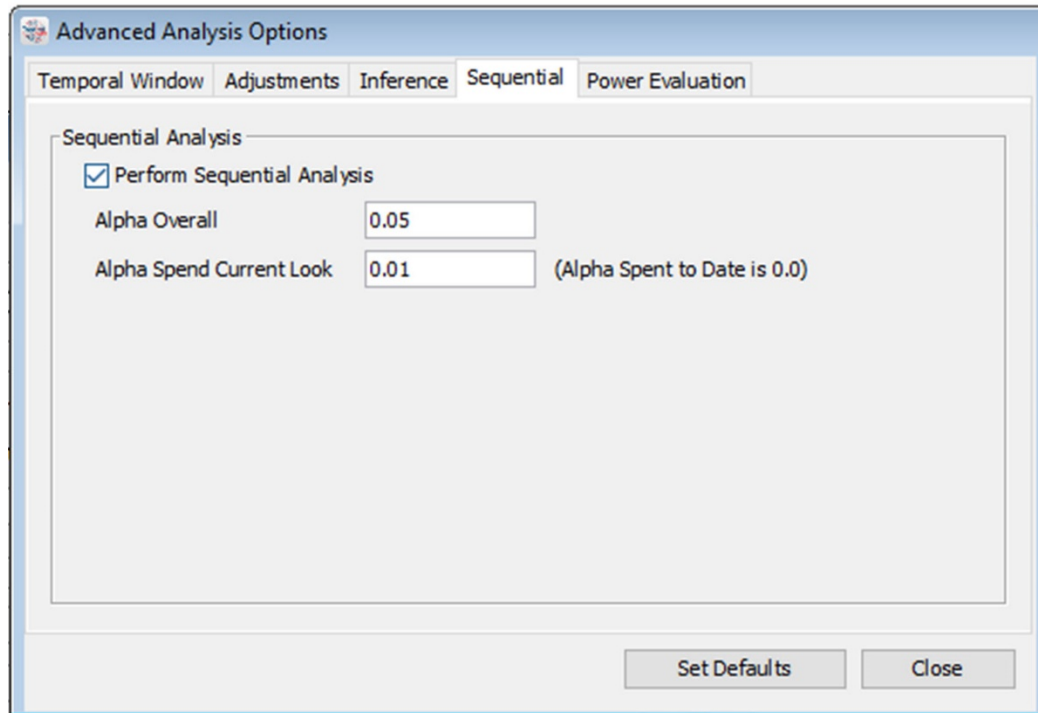 Advanced Analysis Options
Temporal Window Adjustments Inference Sequential Power Evaluation
Sequential Analysis
Perform Sequential Analysis
Alpha Overall 0.05
Alpha Spend Current Look 0.01 (Alpha Spent to Date is 0.0)
Set Defaults Close